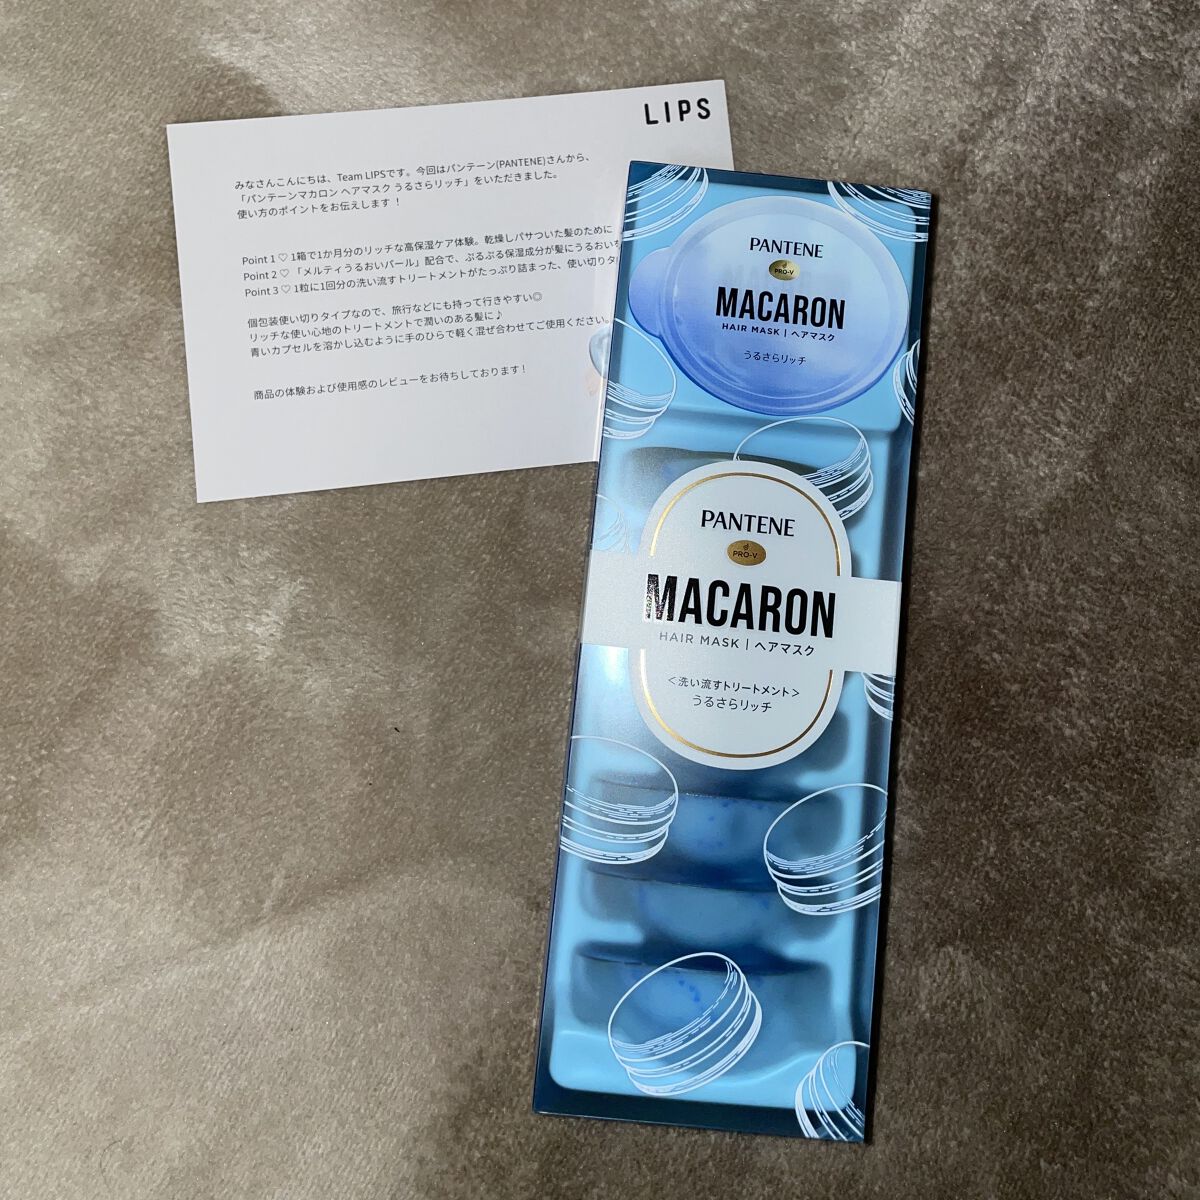 LIPS
みなさんこんにちは、Team LIPSです。今回はパンテーン(PANTENE)さんから、
「パンテーンマカロン ヘアマスク うるさらリッチ」をいただきました。
使い方のポイントをお伝えします！
Point 1 ♡ 1箱で1か月分のリッチな高保湿ケア体験。乾燥しパサついた髪のために
Point 2 ♡ 「メルティうるおいパール」配合で、ぷるぷる保湿成分が髪にうるおいを
Point 3 ♡ 1粒に1回分の洗い流すトリートメントがたっぷり詰まった、使い切りタイ
個包装使い切りタイプなので、旅行などにも持って行きやすい◎
リッチな使い心地のトリートメントで潤いのある髪に♪
青いカプセルを溶かし込むように手のひらで軽く混ぜ合わせてご使用ください。
商品の体験および使用感のレビューをお待ちしております！
PANTENE
PRO-V
MACARON
HAIR MASK | ヘアマスク
うるさらリッチ
PANTENE
PRO-V
MACARON
HAIR MASK | ヘアマスク
＜洗い流すトリートメント＞
うるさらリッチ